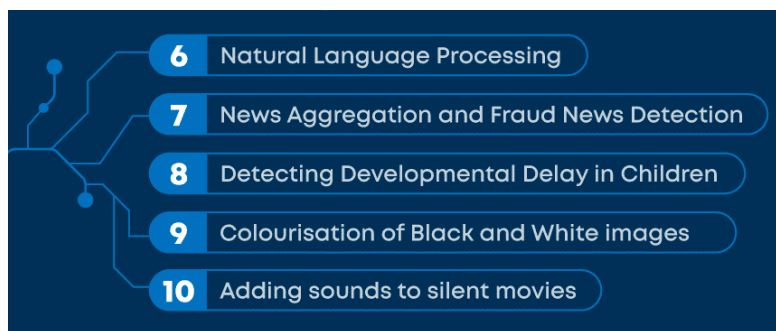 6 Natural Language Processing
7 News Aggregation and Fraud News Detection
8 Detecting Developmental Delay in Children
9 Colourisation of Black and White images
10 Adding sounds to silent movies